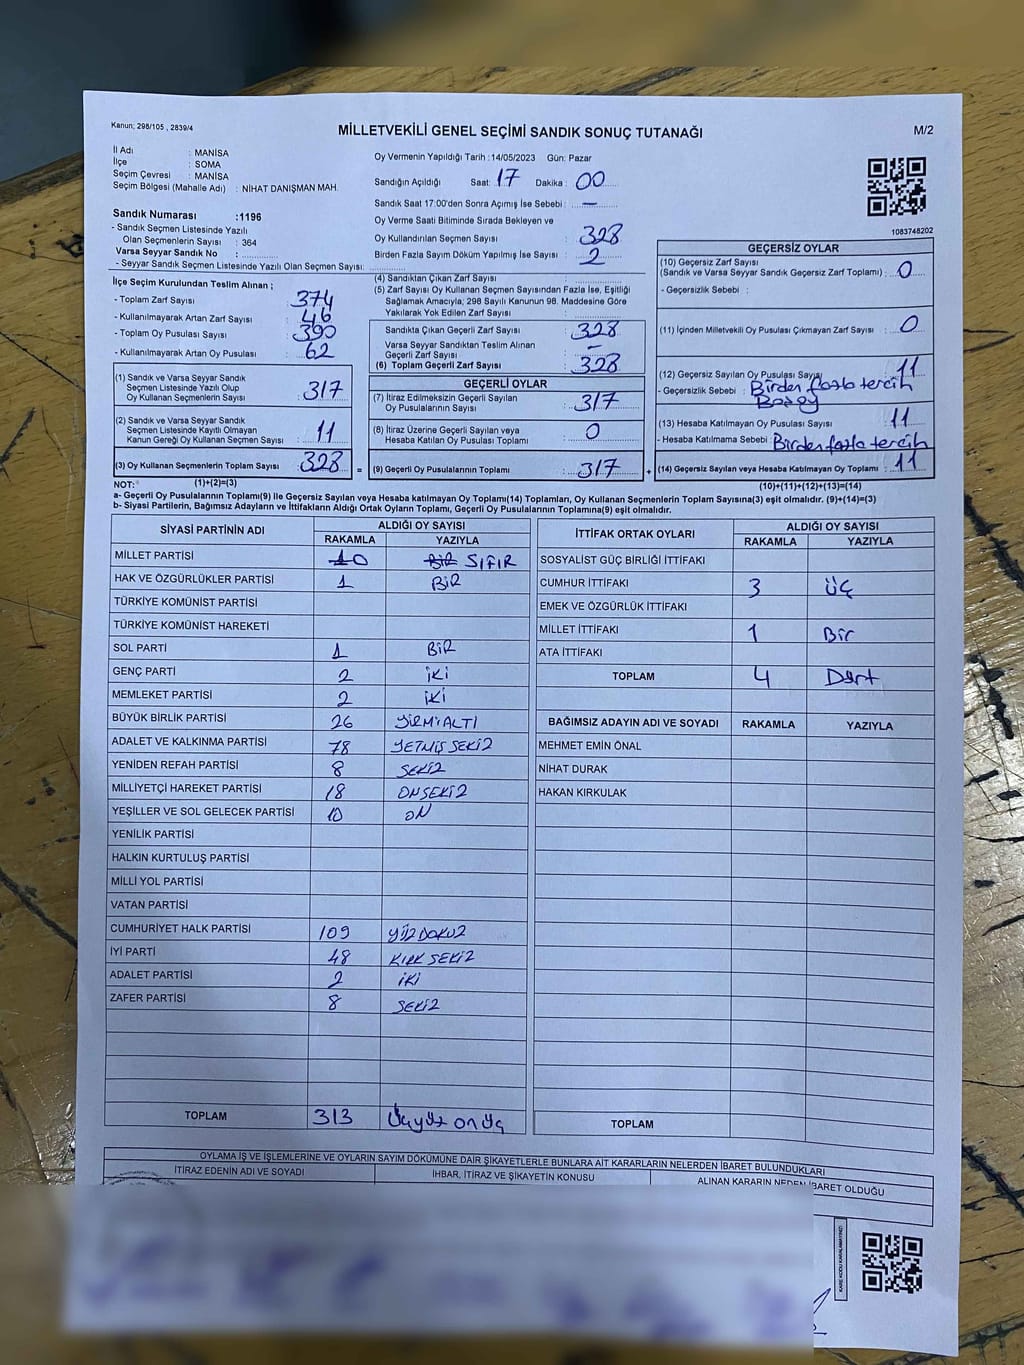 Kanun; 298/105 , 2839/4
MİLLETVEKİLİ GENEL SEÇİMİ SANDIK SONUÇ TUTANAĞI
M/2
İl Adı : MANİSA
İlçe : SOMA
Seçim Çevresi : MANİSA
Seçim Bölgesi (Mahalle Adı) : NİHAT DANIŞMAN MAH.
Sandık Numarası :1196
- Sandık Seçmen Listesinde Yazılı
Olan Seçmenlerin Sayısı : 364
Varsa Seyyar Sandık No :
- Seyyar Sandık Seçmen Listesinde Yazılı Olan Seçmen Sayısı:
Oy Vermenin Yapıldığı Tarih :14/05/2023 Gün: Pazar
Sandığın Açıldığı Saat: 17 Dakika : 00
Sandık Saat 17:00'den Sonra Açımış İse Sebebi : —
Oy Verme Saati Bitiminde Sırada Bekleyen ve
Oy Kullandırılan Seçmen Sayısı : 328
Birden Fazla Sayım Döküm Yapılmış İse Sayısı : 2
1083748202
İlçe Seçim Kurulundan Teslim Alınan ;
- Toplam Zarf Sayısı : 374
- Kullanılmayarak Artan Zarf Sayısı : 46
- Toplam Oy Pusulası Sayısı : 390
- Kullanılmayarak Artan Oy Pusulası : 62
(4) Sandıktan Çıkan Zarf Sayısı :
(5) Zarf Sayısı Oy Kullanan Seçmen Sayısından Fazla İse, Eşitliği
Sağlamak Amacıyla; 298 Sayılı Kanunun 98. Maddesine Göre
Yakılarak Yok Edilen Zarf Sayısı :
Sandıkta Çıkan Geçerli Zarf Sayısı : 328
Varsa Seyyar Sandıktan Teslim Alınan
Geçerli Zarf Sayısı : —
(6) Toplam Geçerli Zarf Sayısı : 328
GEÇERSİZ OYLAR
(10) Geçersiz Zarf Sayısı
(Sandık ve Varsa Seyyar Sandık Geçersiz Zarf Toplamı) : 0
- Geçersizlik Sebebi :
(11) İçinden Milletvekili Oy Pusulası Çıkmayan Zarf Sayısı : 0
(12) Geçersiz Sayılan Oy Pusulası Sayısı : 11
- Geçersizlik Sebebi : Birden fazla tercih
(13) Hesaba Katılmayan Oy Pusulası Sayısı : 11
- Hesaba Katılmama Sebebi : Birden fazla tercih
(14) Geçersiz Sayılan veya Hesaba Katılmayan Oy Toplamı : 11
(10)+(11)+(12)+(13)=(14)
(1) Sandık ve Varsa Seyyar Sandık
Seçmen Listesinde Yazılı Olup
Oy Kullanan Seçmenlerin Sayısı : 317
(2) Sandık ve Varsa Seyyar Sandık
Seçmen Listesinde Kayıtlı Olmayan
Kanun Gereği Oy Kullanan Seçmen Sayısı : 11
(3) Oy Kullanan Seçmenlerin Toplam Sayısı : 328 =
(1)+(2)=(3)
GEÇERLİ OYLAR
(7) İtiraz Edilmeksizin Geçerli Sayılan
Oy Pusulalarının Sayısı : 317
(8) İtiraz Üzerine Geçerli Sayılan veya
Hesaba Katılan Oy Pusulası Toplamı : 0
(9) Geçerli Oy Pusulalarının Toplamı : 317 +
NOT:
a- Geçerli Oy Pusulalarının Toplamı(9) İle Geçersiz Sayılan veya Hesaba katılmayan Oy Toplamı(14) Toplamları, Oy Kullanan Seçmenlerin Toplam Sayısına(3) eşit olmalıdır. (9)+(14)=(3)
b- Siyasi Partilerin, Bağımsız Adayların ve İttifakların Aldığı Ortak Oyların Toplamı, Geçerli Oy Pusulalarının Toplamına(9) eşit olmalıdır.
SİYASİ PARTİNİN ADI ALDIĞI OY SAYISI
RAKAMLA YAZIYLA
MİLLET PARTİSİ 10 BİR SIFIR
HAK VE ÖZGÜRLÜKLER PARTİSİ 1 BİR
TÜRKİYE KOMÜNİST PARTİSİ
TÜRKİYE KOMÜNİST HAREKETİ
SOL PARTİ 1 BİR
GENÇ PARTİ 2 İKİ
MEMLEKET PARTİSİ 2 İKİ
BÜYÜK BİRLİK PARTİSİ 26 YİRMİ ALTI
ADALET VE KALKINMA PARTİSİ 78 YETMİŞ SEKİZ
YENİDEN REFAH PARTİSİ 8 SEKİZ
MİLLİYETÇİ HAREKET PARTİSİ 18 ONSEKİZ
YEŞİLLER VE SOL GELECEK PARTİSİ 10 ON
YENİLİK PARTİSİ
HALKIN KURTULUŞ PARTİSİ
MİLLİ YOL PARTİSİ
VATAN PARTİSİ
CUMHURİYET HALK PARTİSİ 109 YÜZ DOKUZ
İYİ PARTİ 48 KIRK SEKİZ
ADALET PARTİSİ 2 İKİ
ZAFER PARTİSİ 8 SEKİZ
TOPLAM 313 Üçyüz onüç
İTTİFAK ORTAK OYLARI ALDIĞI OY SAYISI
RAKAMLA YAZIYLA
SOSYALİST GÜÇ BİRLİĞİ İTTİFAKI
CUMHUR İTTİFAKI 3 ÜÇ
EMEK VE ÖZGÜRLÜK İTTİFAKI
MİLLET İTTİFAKI 1 Bir
ATA İTTİFAKI
TOPLAM 4 Dört
BAĞIMSIZ ADAYIN ADI VE SOYADI RAKAMLA YAZIYLA
MEHMET EMİN ÖNAL
NİHAT DURAK
HAKAN KIRKULAK
TOPLAM
OYLAMA İŞ VE İŞLEMLERİNE VE OYLARIN SAYIM DÖKÜMÜNE DAİR ŞİKAYETLERLE BUNLARA AİT KARARLARIN NELERDEN İBARET BULUNDUKLARI
İTİRAZ EDENİN ADI VE SOYADI İHBAR, İTİRAZ VE ŞİKAYETİN KONUSU ALINAN KARARIN NEDEN İBARET OLDUĞU
KARE KODU KARALAMAYINIZ!